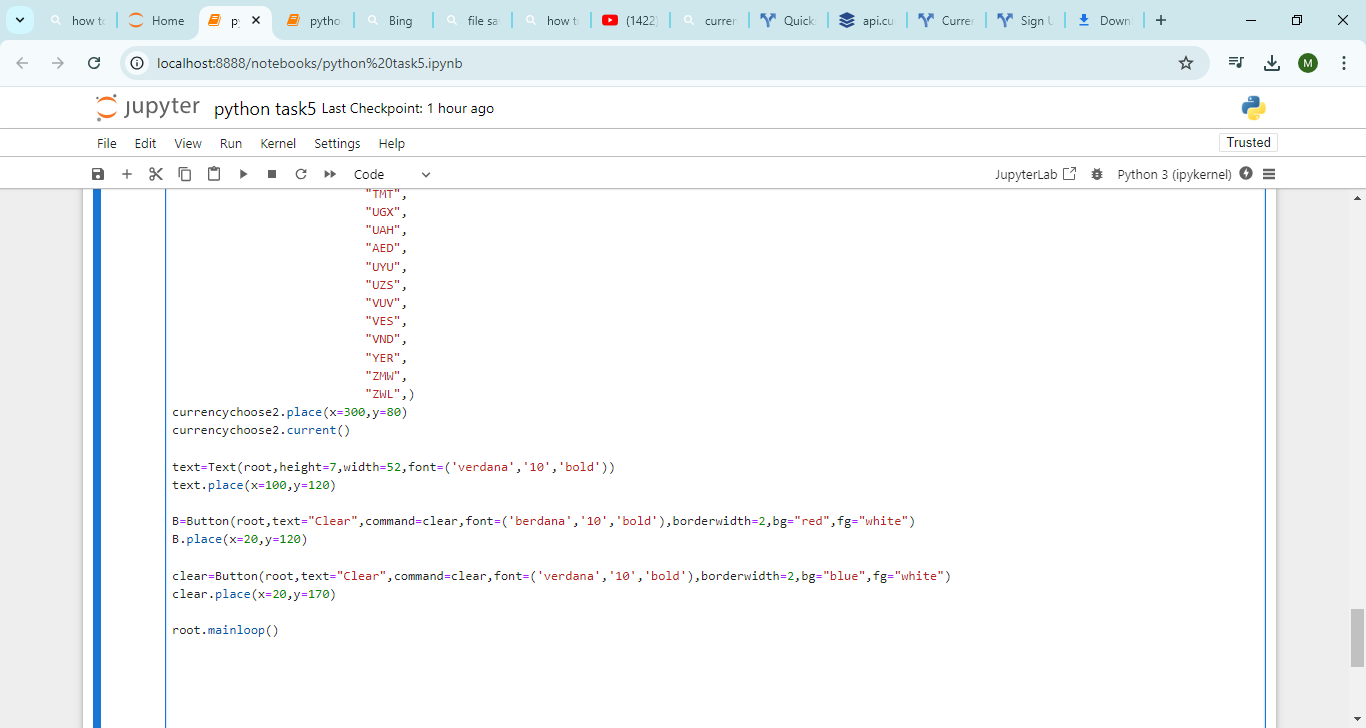 how to
Home
py
pytho
Bing
file sa
how t
(1422)
currer
Quick
api.cu
Currer
Sign U
Down
localhost:8888/notebooks/python%20task5.ipynb
M
jupyter python task5 Last Checkpoint: 1 hour ago
File Edit View Run Kernel Settings Help
Trusted
Code
JupyterLab
Python 3 (ipykernel)
"TMT",
"UGX",
"UAH",
"AED",
"UYU",
"UZS",
"VUV",
"VES",
"VND",
"YER",
"ZMW",
"ZWL",)
currencychoose2.place(x=300,y=80)
currencychoose2.current()
text=Text(root,height=7,width=52,font=('verdana','10','bold'))
text.place(x=100,y=120)
B=Button(root,text="Clear",command=clear,font=('berdana','10','bold'),borderwidth=2,bg="red",fg="white")
B.place(x=20,y=120)
clear=Button(root,text="Clear",command=clear,font=('verdana','10','bold'),borderwidth=2,bg="blue",fg="white")
clear.place(x=20,y=170)
root.mainloop()